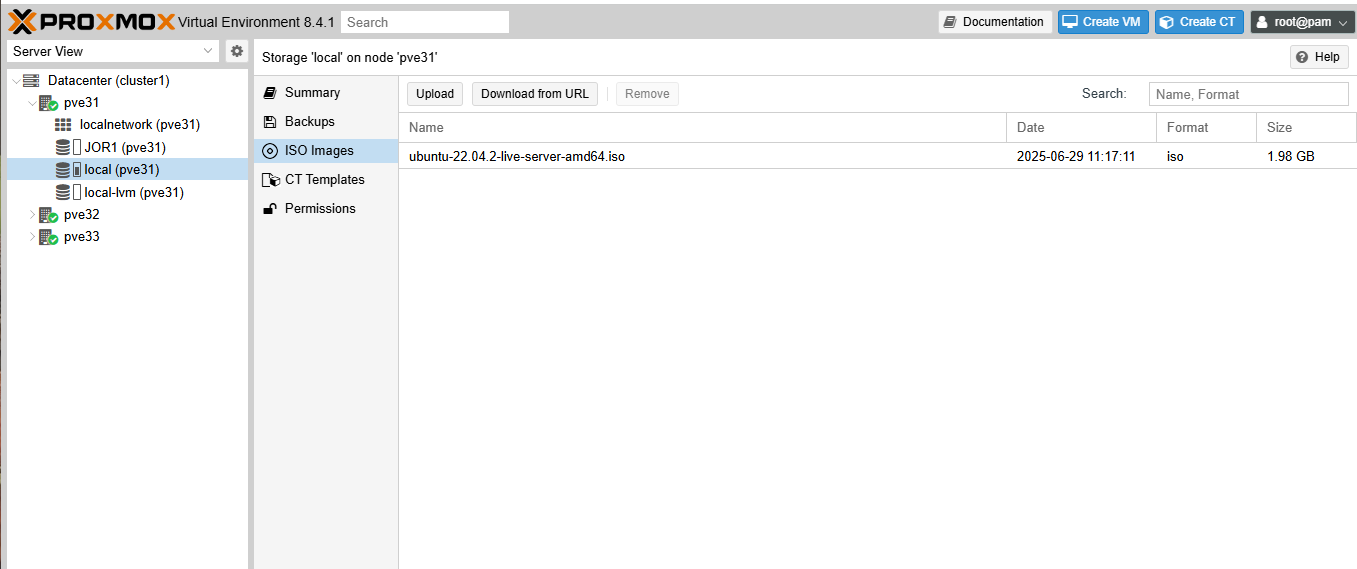 PROXMOX Virtual Environment 8.4.1 Search Documentation Create VM Create CT root@pam
Server View
Storage 'local' on node 'pve31' Help
Datacenter (cluster1)
pve31
localnetwork (pve31)
JOR1 (pve31)
local (pve31)
local-lvm (pve31)
pve32
pve33
Summary
Backups
ISO Images
CT Templates
Permissions
Upload Download from URL Remove Search: Name, Format
Name Date Format Size
ubuntu-22.04.2-live-server-amd64.iso 2025-06-29 11:17:11 iso 1.98 GB